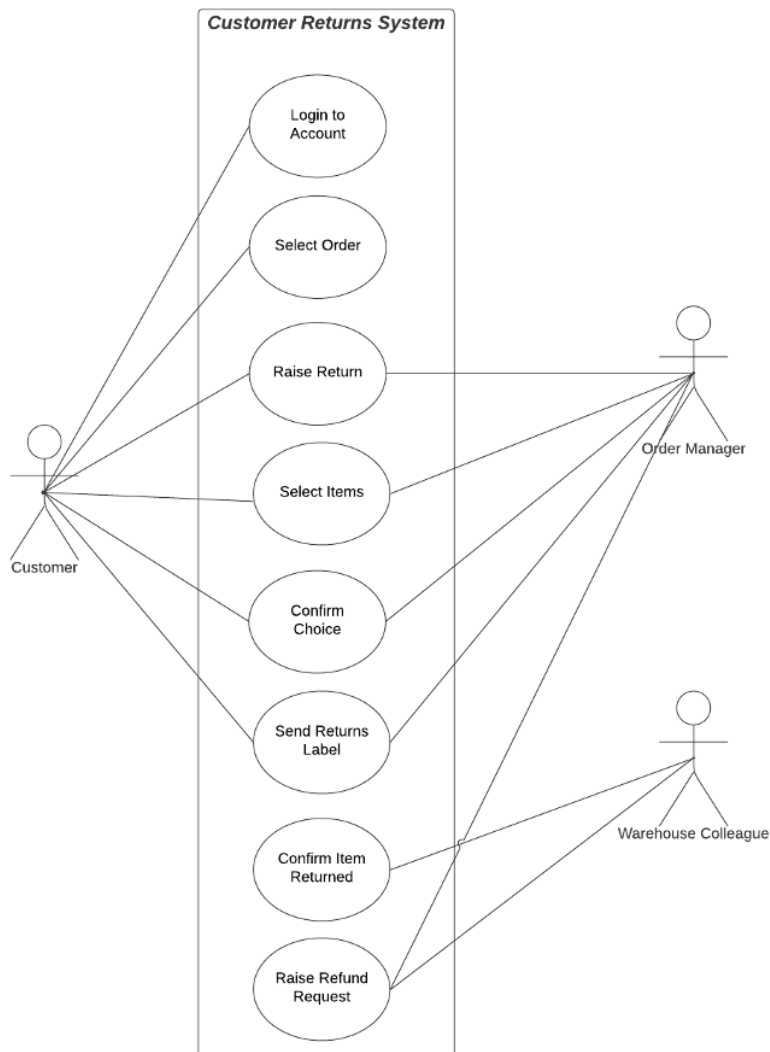 Customer Returns System
Login to
Account
Select Order
Raise Return
Order Manager
Select Items
Customer
Confirm
Choice
Send Returns
Label
Warehouse Colleague
Confirm Item
Returned
Raise Refund
Request